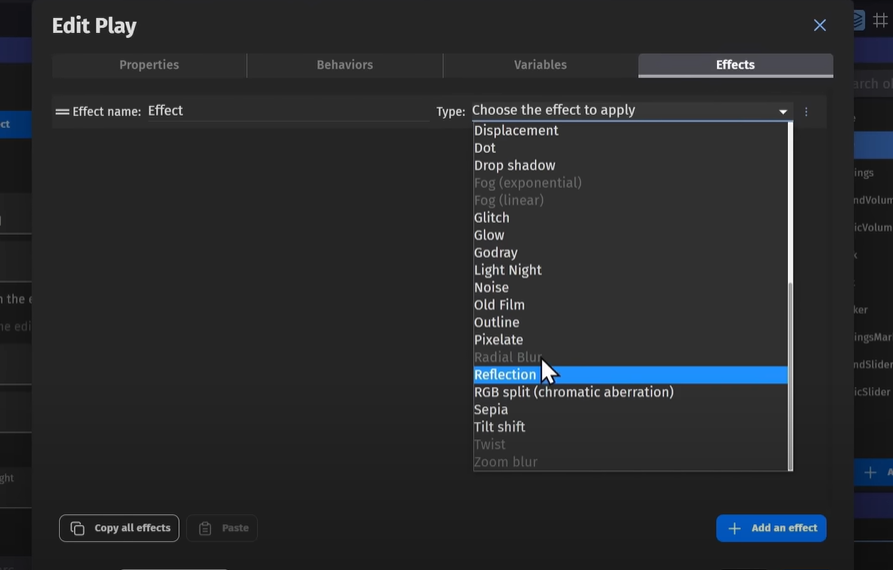 Edit Play
Properties
Behaviors
Variables
Effects
Effect name: Effect
Type: Choose the effect to apply
Displacement
Dot
Drop shadow
Fog (exponential)
Fog (linear)
Glitch
Glow
Godray
Light Night
Noise
Old Film
Outline
Pixelate
Radial Blur
Reflection
RGB split (chromatic aberration)
Sepia
Tilt shift
Twist
Zoom blur
Copy all effects
Paste
Add an effect